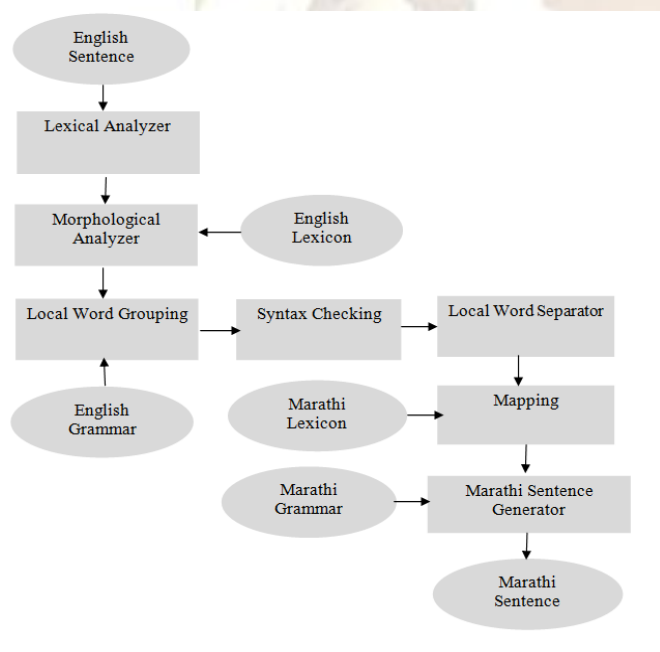 English
Sentence
Lexical Analyzer
Morphological
Analyzer
English
Lexicon
Local Word Grouping
Syntax Checking
Local Word Separator
English
Grammar
Marathi
Lexicon
Mapping
Marathi
Grammar
Marathi Sentence
Generator
Marathi
Sentence